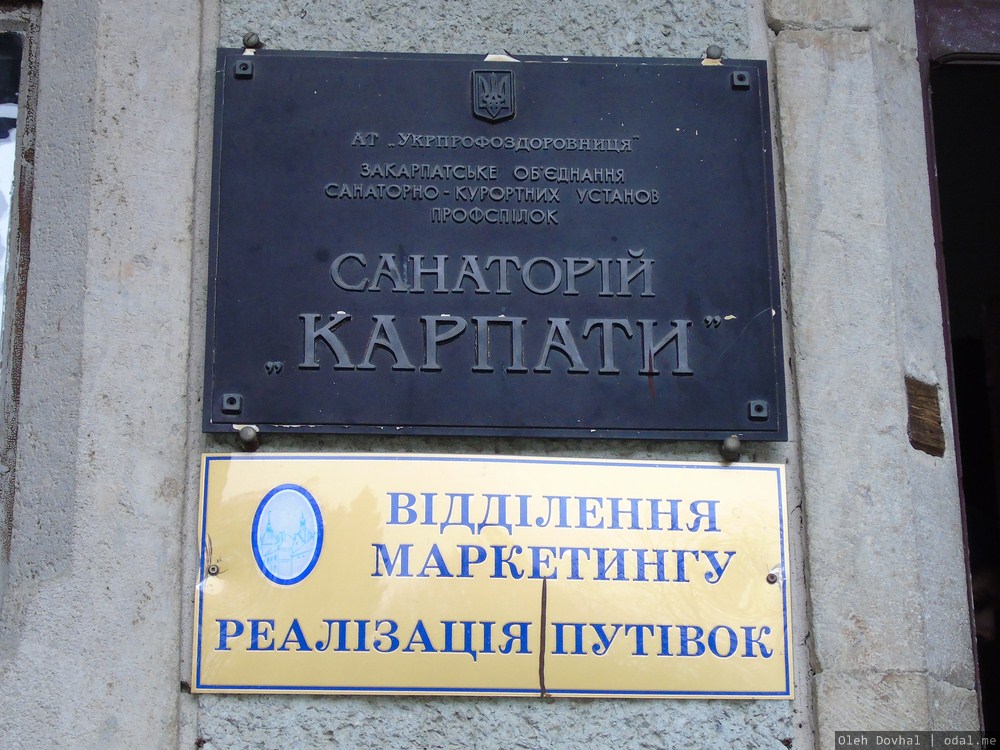 АТ „УКРПРОФОЗДОРОВНИЦЯ"
ЗАКАРПАТСЬКЕ ОБ'ЄДНАННЯ
САНАТОРНО-КУРОРТНИХ УСТАНОВ
ПРОФСПІЛОК
САНАТОРІЙ
„КАРПАТИ"
ВІДДІЛЕННЯ
МАРКЕТИНГУ
РЕАЛІЗАЦІЯ ПУТІВОК
Oleh Dovhal | odal.me